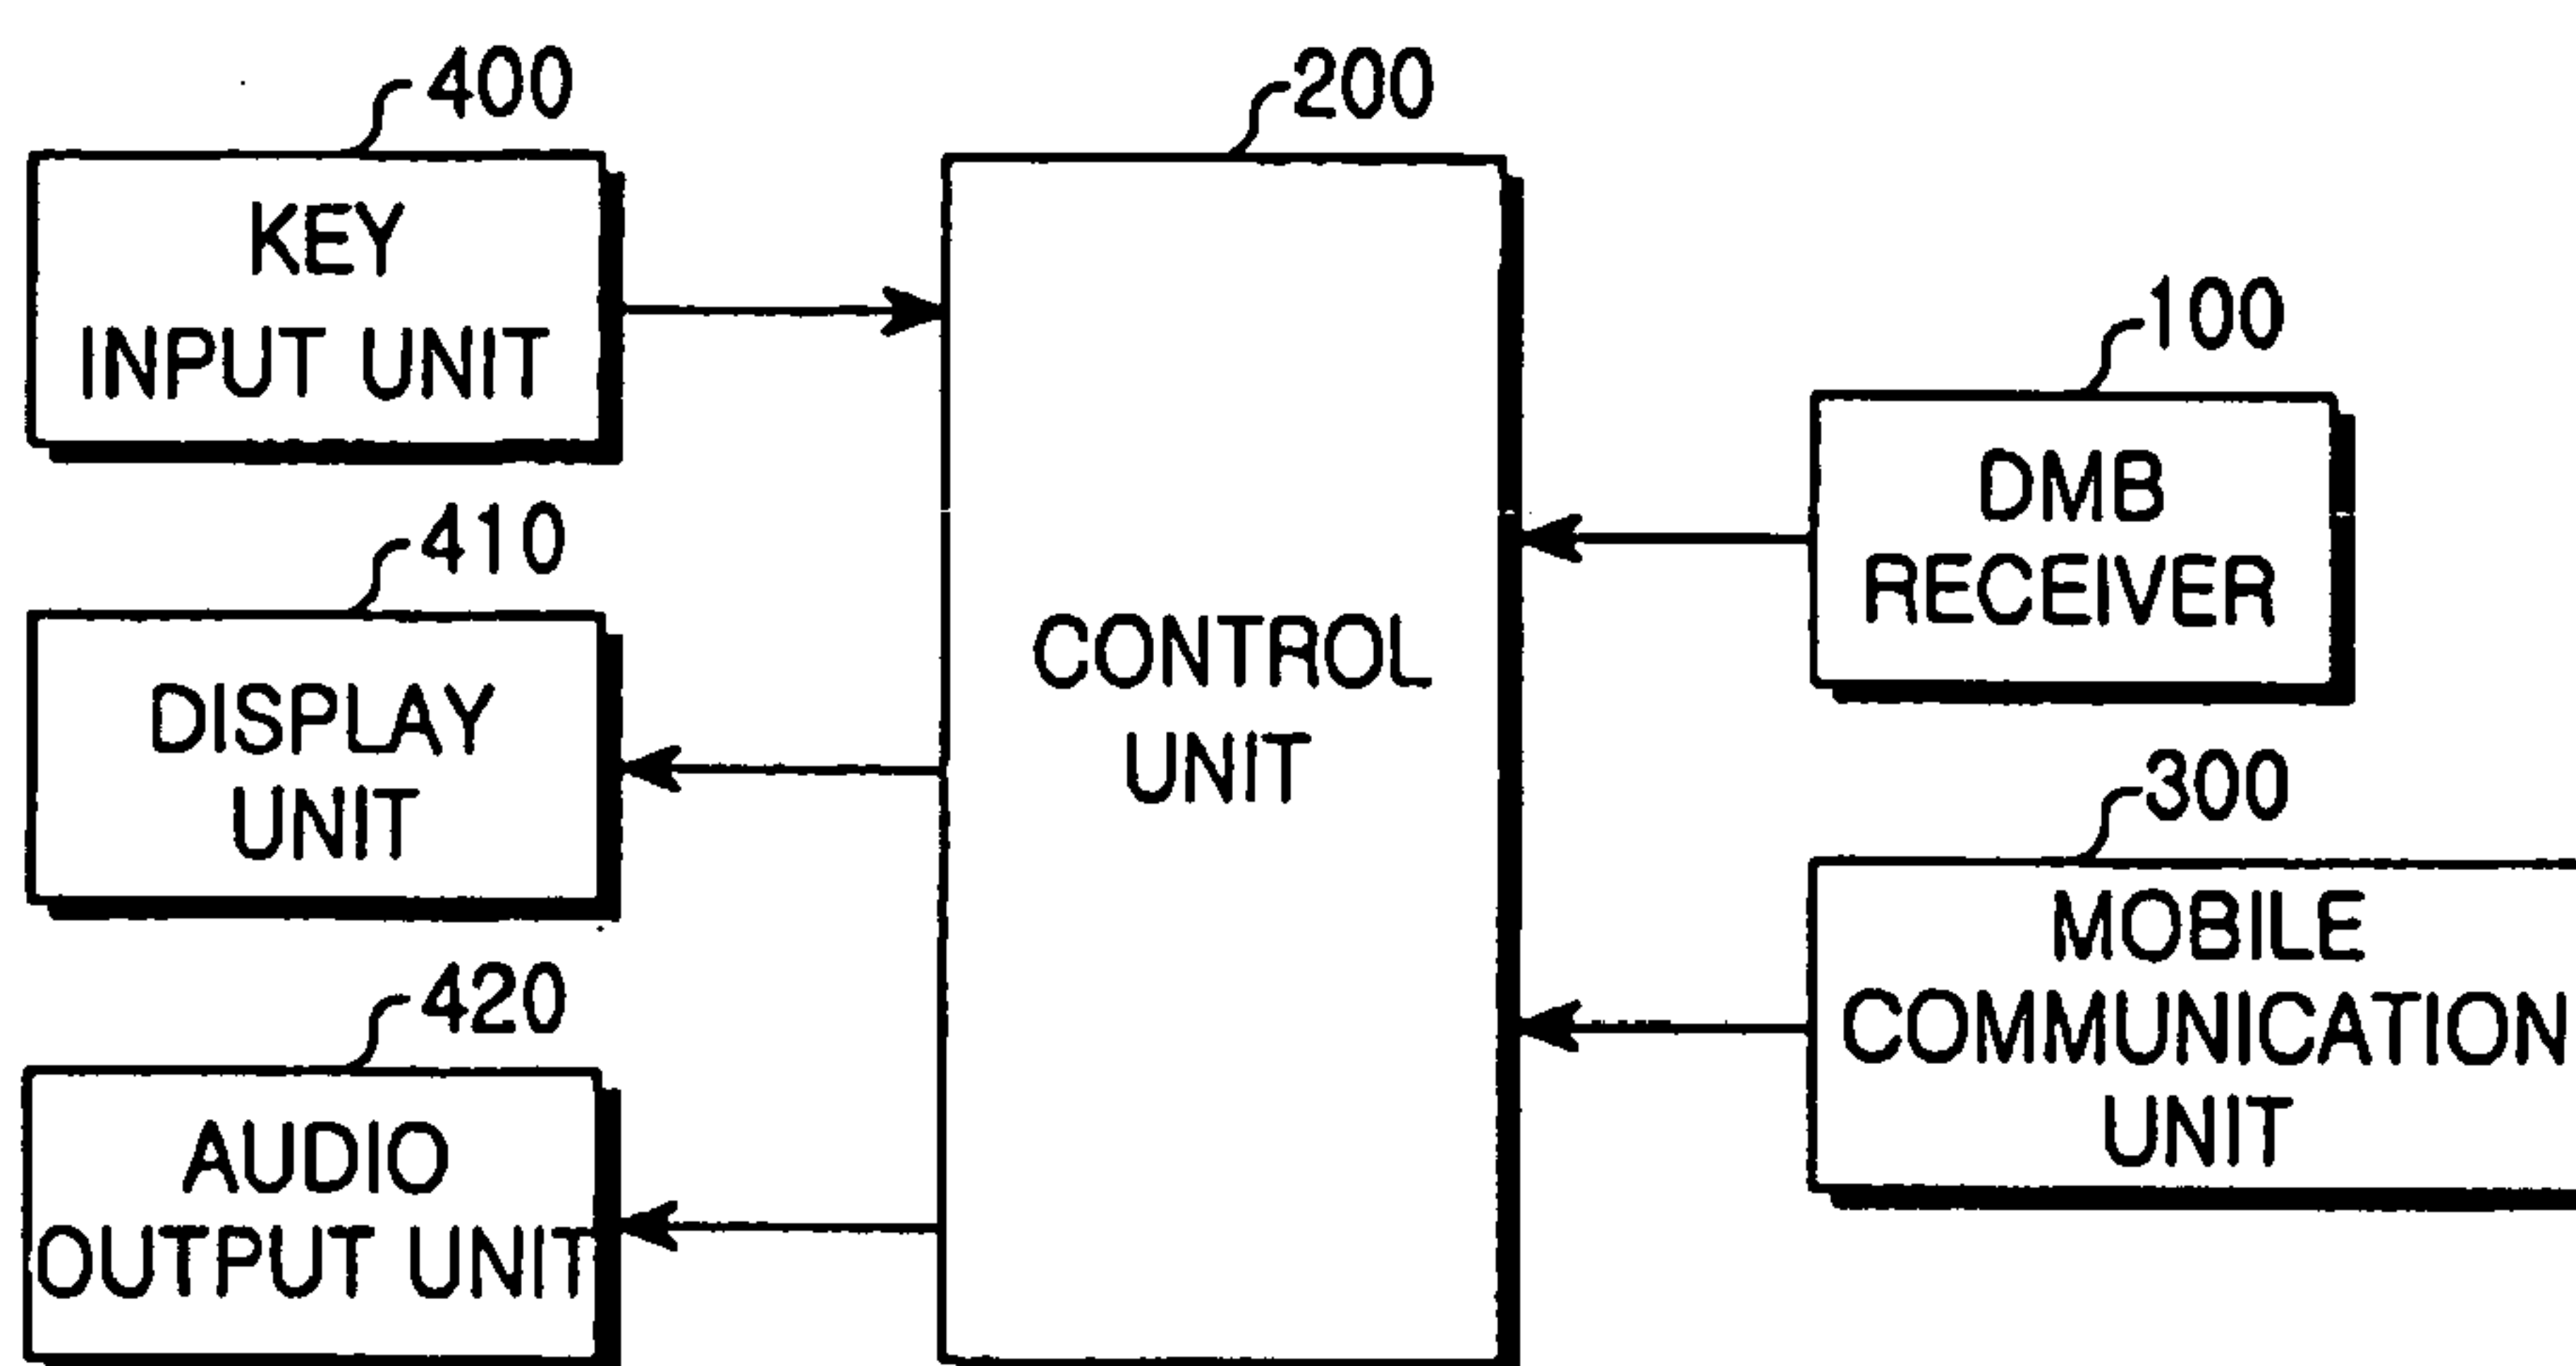 400
KEY
INPUT UNIT
410
DISPLAY
UNIT
420
AUDIO
OUTPUT UNIT
200
CONTROL
UNIT
100
DMB
RECEIVER
300
MOBILE
COMMUNICATION
UNIT